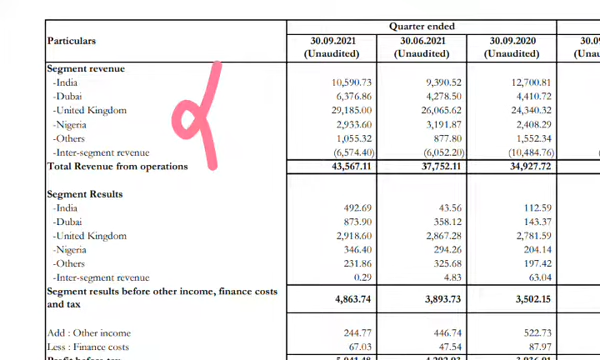 Quarter ended
Particulars 30.09.2021 30.06.2021 30.09.2020
(Unaudited) (Unaudited) (Unaudited)
Segment revenue
-India 10,590.73 9,390.52 12,700.81
-Dubai 6,376.86 4,278.50 4,410.72
-United Kingdom 29,185.00 26,065.62 24,340.32
-Nigeria 2,933.60 3,191.87 2,408.29
-Others 1,055.32 877.80 1,552.34
-Inter-segment revenue (6,574.40) (6,052.20) (10,484.76)
Total Revenue from operations 43,567.11 37,752.11 34,927.72
Segment Results
-India 492.69 43.56 112.59
-Dubai 873.90 358.12 143.37
-United Kingdom 2,918.60 2,867.28 2,781.59
-Nigeria 346.40 294.26 204.14
-Others 231.86 325.68 197.42
-Inter-segment revenue 0.29 4.83 63.04
Segment results before other income, finance costs
and tax 4,863.74 3,893.73 3,502.15
Add : Other income 244.77 446.74 522.73
Less : Finance costs 67.03 47.54 87.97